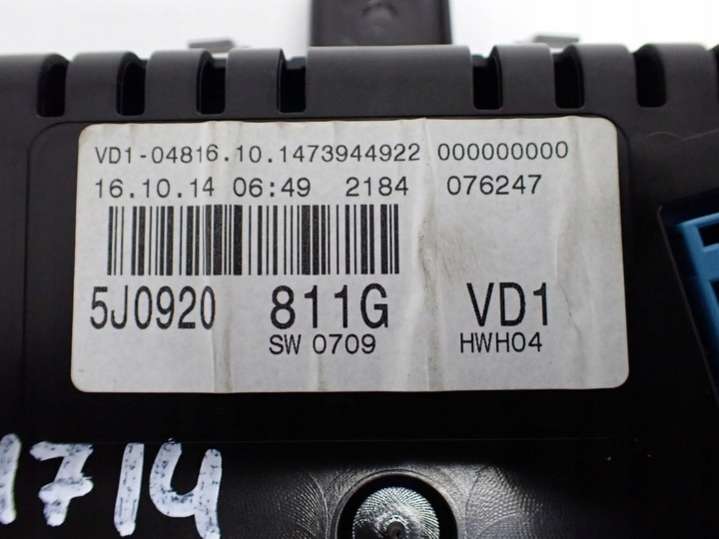 VD1-04816.10.1473944922 000000000
16.10.14 06:49 2184 076247
5J0920 811G VD1
SW 0709 HWH04
1714